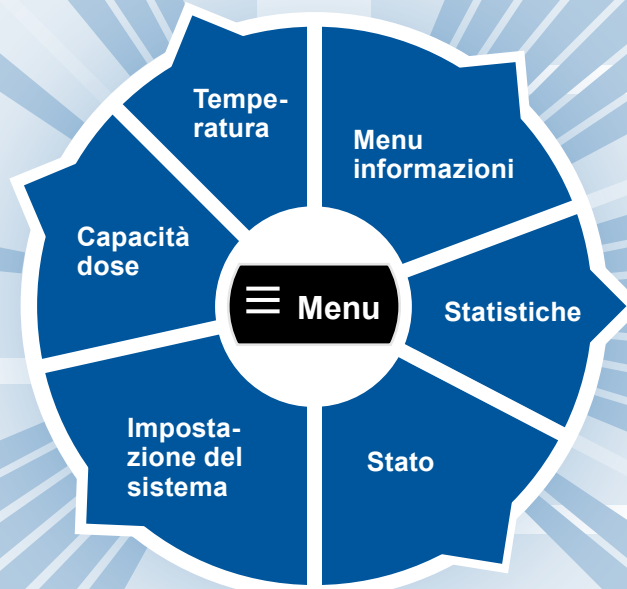 Tempe-
ratura
Menu
informazioni
Capacità
dose
Menu
Statistiche
Imposta-
zione del
sistema
Stato